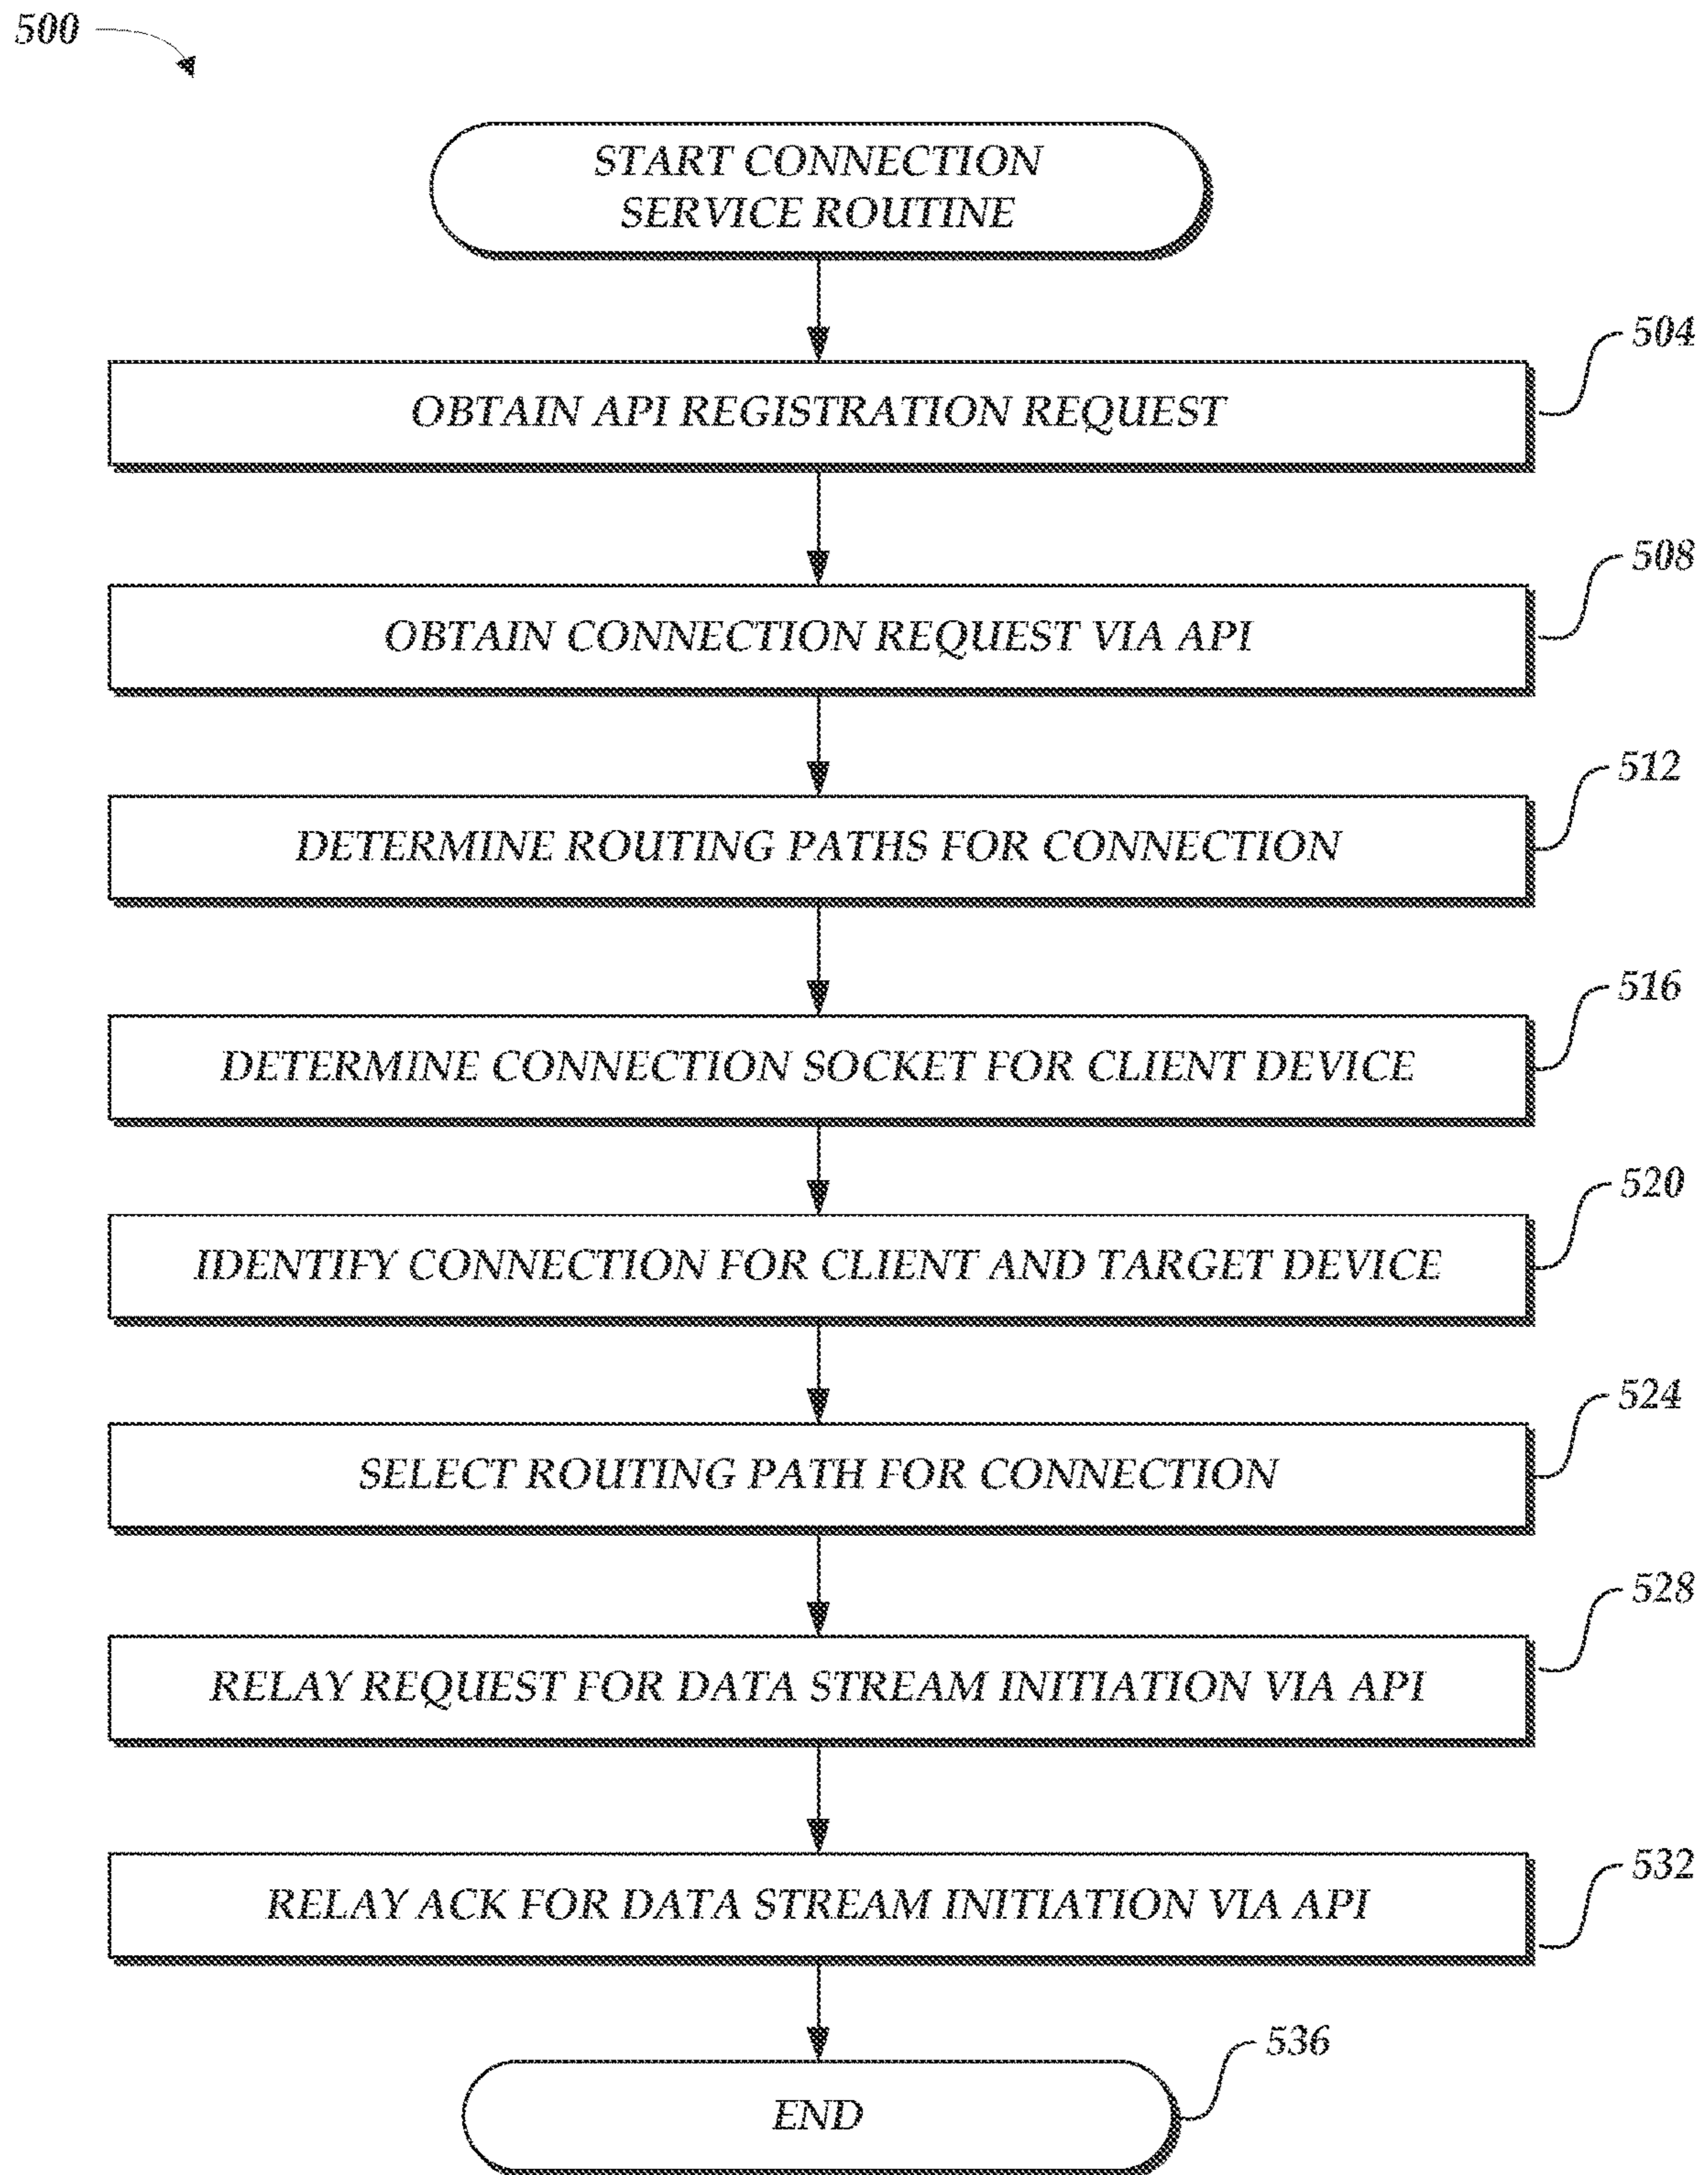 500
START CONNECTION
SERVICE ROUTINE
504
OBTAIN API REGISTRATION REQUEST
508
OBTAIN CONNECTION REQUEST VIA API
512
DETERMINE ROUTING PATHS FOR CONNECTION
516
DETERMINE CONNECTION SOCKET FOR CLIENT DEVICE
520
IDENTIFY CONNECTION FOR CLIENT AND TARGET DEVICE
524
SELECT ROUTING PATH FOR CONNECTION
528
RELAY REQUEST FOR DATA STREAM INITIATION VIA API
532
RELAY ACK FOR DATA STREAM INITIATION VIA API
536
END